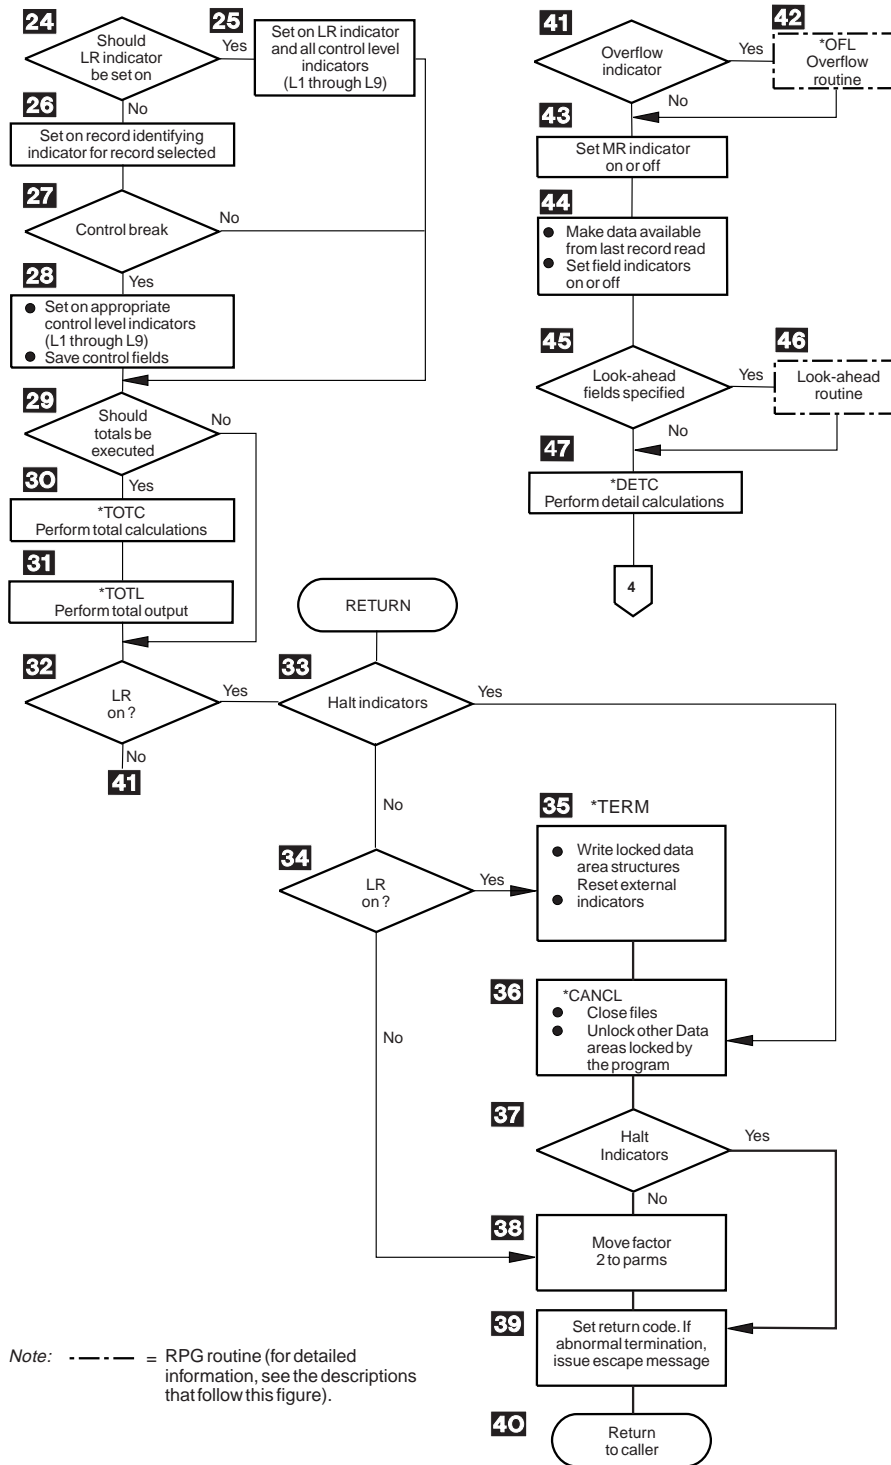 24
Should
LR indicator
be set on
Yes
25
Set on LR indicator
and all control level
indicators
(L1 through L9)
No
26
Set on record identifying
indicator for record selected
27
Control break
No
Yes
28
● Set on appropriate
control level indicators
(L1 through L9)
● Save control fields
29
Should
totals be
executed
No
Yes
30
*TOTC
Perform total calculations
31
*TOTL
Perform total output
32
LR
on ?
Yes
No
41
RETURN
33
Halt indicators
Yes
No
34
LR
on ?
Yes
No
35 *TERM
● Write locked data
area structures
Reset external
● indicators
36
*CANCL
● Close files
● Unlock other Data
areas locked by
the program
37
Halt
Indicators
Yes
No
38
Move factor
2 to parms
39
Set return code. If
abnormal termination,
issue escape message
40
Return
to caller
41
Overflow
indicator
Yes
42
*OFL
Overflow
routine
No
43
Set MR indicator
on or off
44
● Make data available
from last record read
● Set field indicators
on or off
45
Look-ahead
fields specified
Yes
46
Look-ahead
routine
No
47
*DETC
Perform detail calculations
4
Note: = RPG routine (for detailed
information, see the descriptions
that follow this figure).